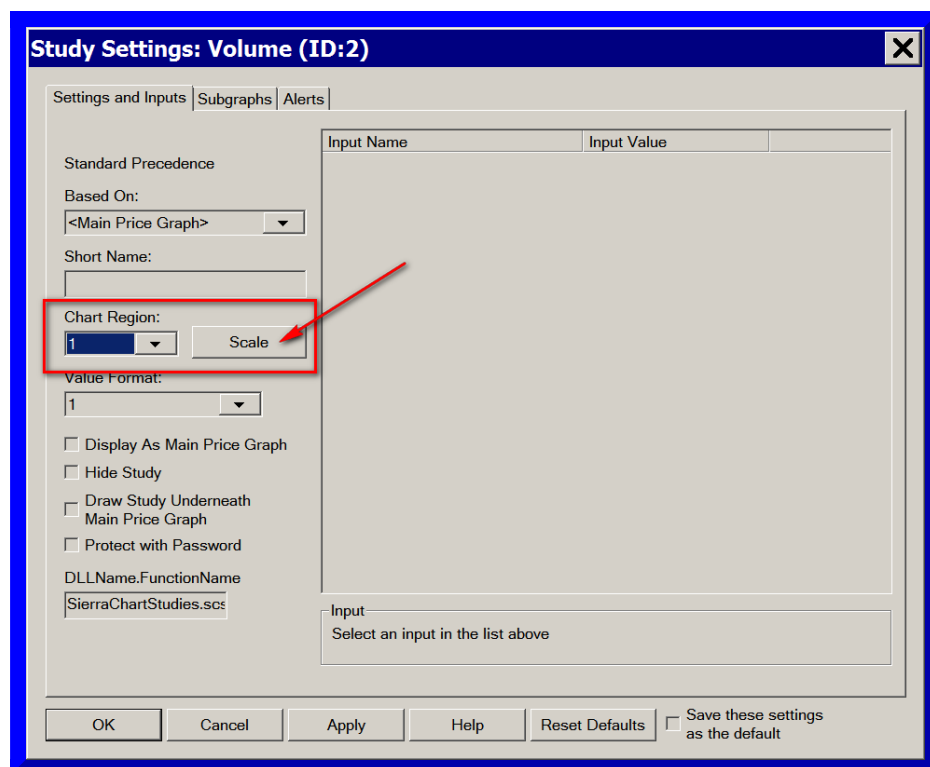 Study Settings: Volume (ID:2)
Settings and Inputs Subgraphs Alerts
Input Name Input Value
Standard Precedence
Based On:
<Main Price Graph>
Short Name:
Chart Region:
1 Scale
Value Format:
1
Display As Main Price Graph
Hide Study
Draw Study Underneath
Main Price Graph
Protect with Password
DLLName.FunctionName
SierraChartStudies.scs
Input
Select an input in the list above
OK Cancel Apply Help Reset Defaults Save these settings
as the default